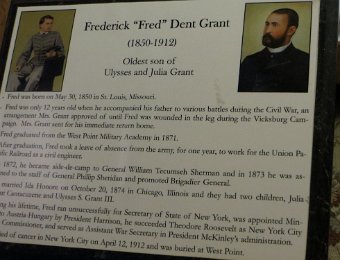 Frederick "Fred" Dent Grant
(1850-1912)
Oldest son of
Ulysses and Julia Grant
Fred was born on May 30, 1850 in St. Louis, Missouri.
Fred was only 12 years old when he accompanied his father to various battles during the Civil War, an
arrangement Mrs. Grant approved of until Fred was wounded in the leg during the Vicksburg Cam-
paign. Mrs. Grant sent for his immediate return home.
Fred graduated from the West Point Military Academy in 1871.
After graduation, Fred took a leave of absence from the army, for one year, to work for the Union Pa-
ific Railroad as a civil engineer.
1872, he became aide-de-camp to General William Tecumseh Sherman and in 1873 he was as-
ned to the staff of General Phillip Sheridan and promoted Brigadier General.
married Ida Honore on October 20, 1874 in Chicago, Illinois and they had two children, Julia
Cantacuzene and Ulysses S. Grant III.
ng his lifetime, Fred ran unsuccessfully for Secretary of State of New York, was appointed Min-
o Austria Hungary by President Harrison, he succeeded Theodore Roosevelt as New York City
Commissioner, and served as Assistant War Secretary in President McKinley's administration.
ied of cancer in New York City on April 12, 1912 and was buried at West Point.